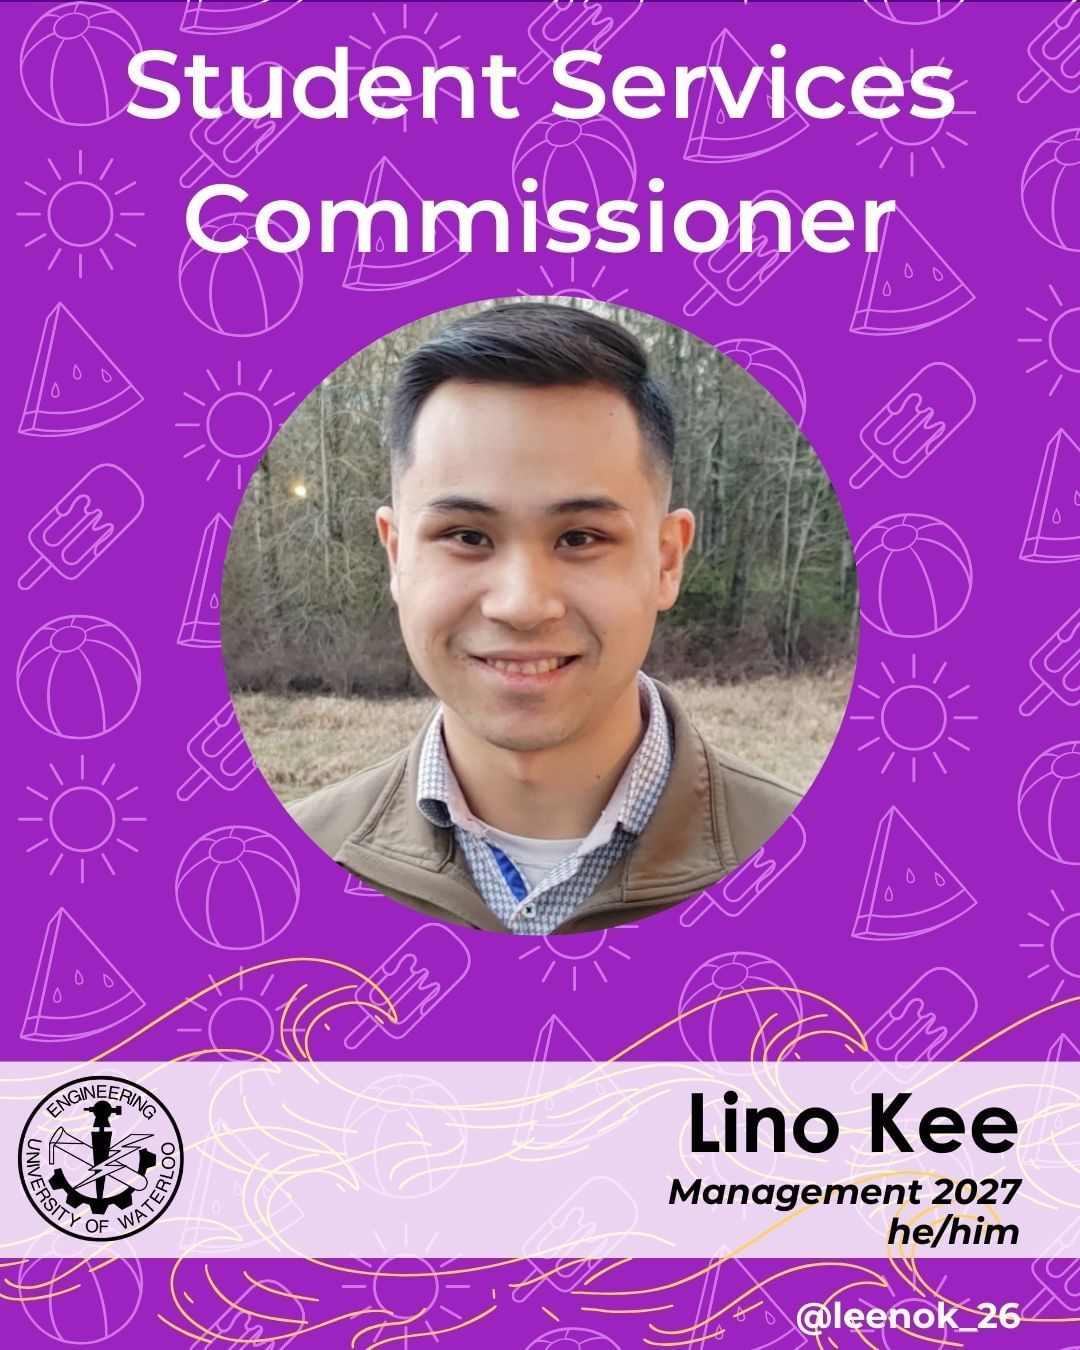 Student Services
Commissioner
ENGINEERING
UNIVERSITY OF WATERLOO
Lino Kee
Management 2027
he/him
@leenok_26